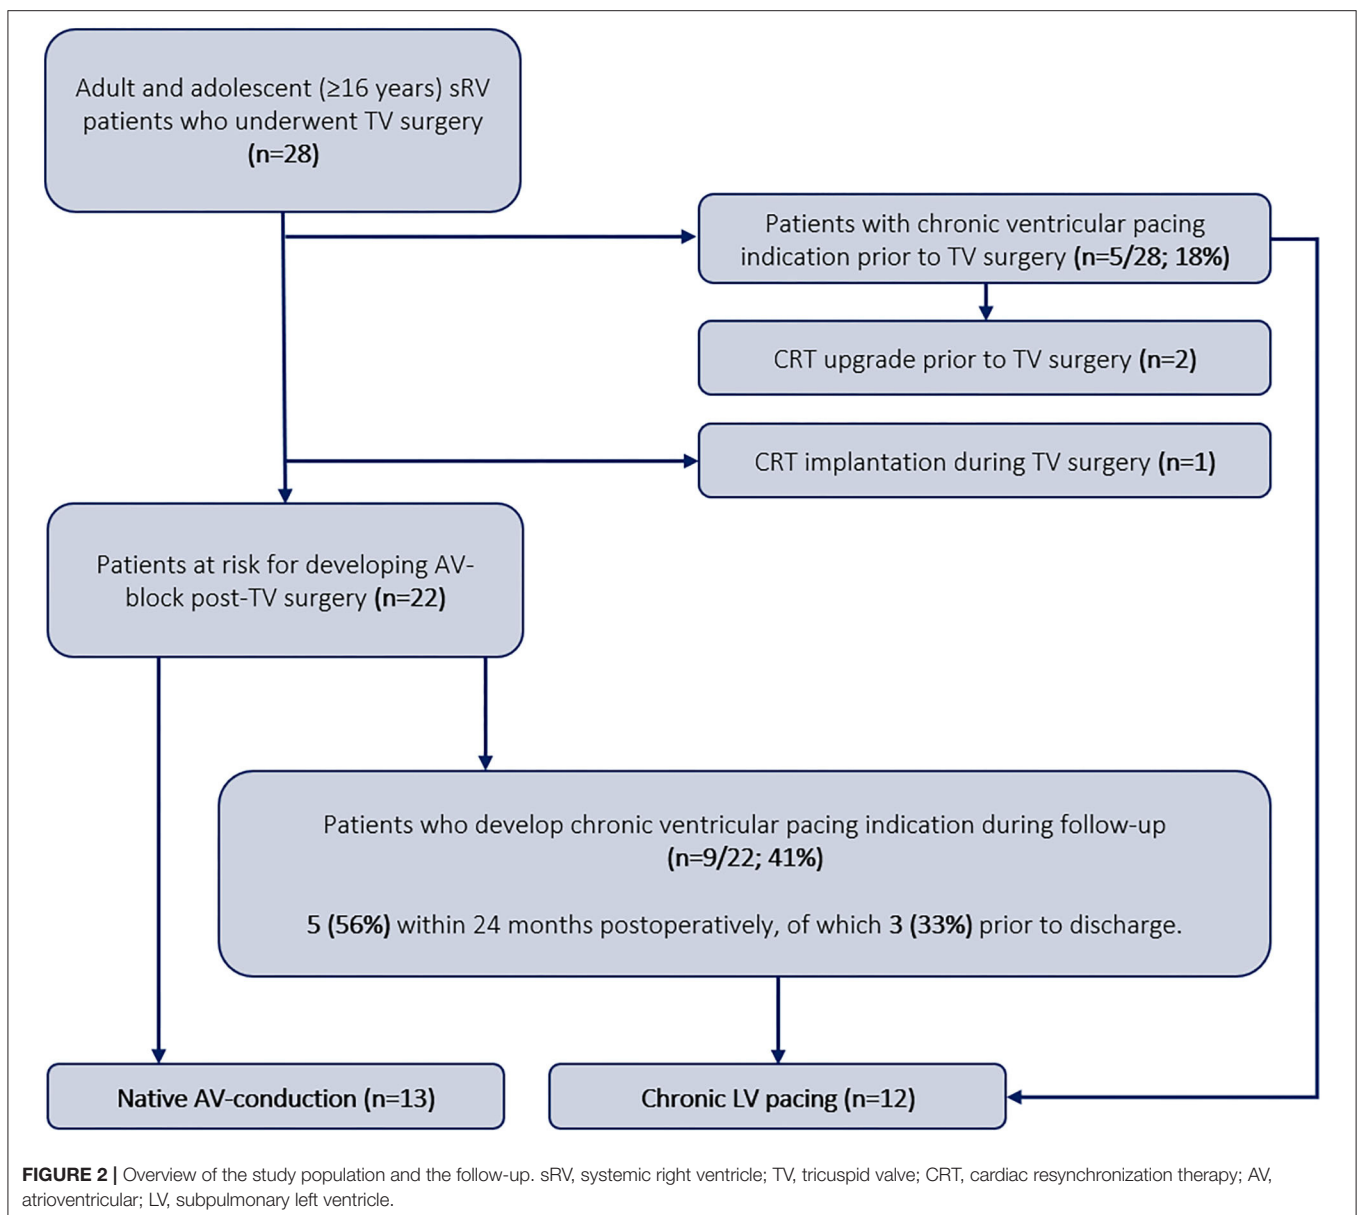 Adult and adolescent (≥16 years) sRV
patients who underwent TV surgery
(n=28)
Patients with chronic ventricular pacing
indication prior to TV surgery (n=5/28; 18%)
CRT upgrade prior to TV surgery (n=2)
CRT implantation during TV surgery (n=1)
Patients at risk for developing AV-
block post-TV surgery (n=22)
Patients who develop chronic ventricular pacing indication during follow-up
(n=9/22; 41%)
5 (56%) within 24 months postoperatively, of which 3 (33%) prior to discharge.
Native AV-conduction (n=13)
Chronic LV pacing (n=12)
FIGURE 2 | Overview of the study population and the follow-up. sRV, systemic right ventricle; TV, tricuspid valve; CRT, cardiac resynchronization therapy; AV,
atrioventricular; LV, subpulmonary left ventricle.